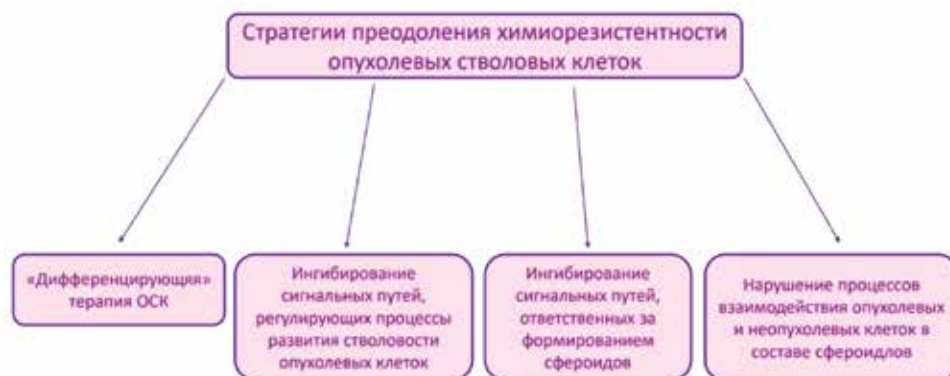 Стратегии преодоления химиорезистентности
опухолевых стволовых клеток
«Дифференцирующая»
терапия ОСК
Ингибирование
сигнальных путей,
регулирующих процессы
развития стволовости
опухолевых клеток
Ингибирование
сигнальных путей,
ответственных за
формированием
сфероидов
Нарушение процессов
взаимодействия опухолевых
и неопухолевых клеток в
составе сфероидлов